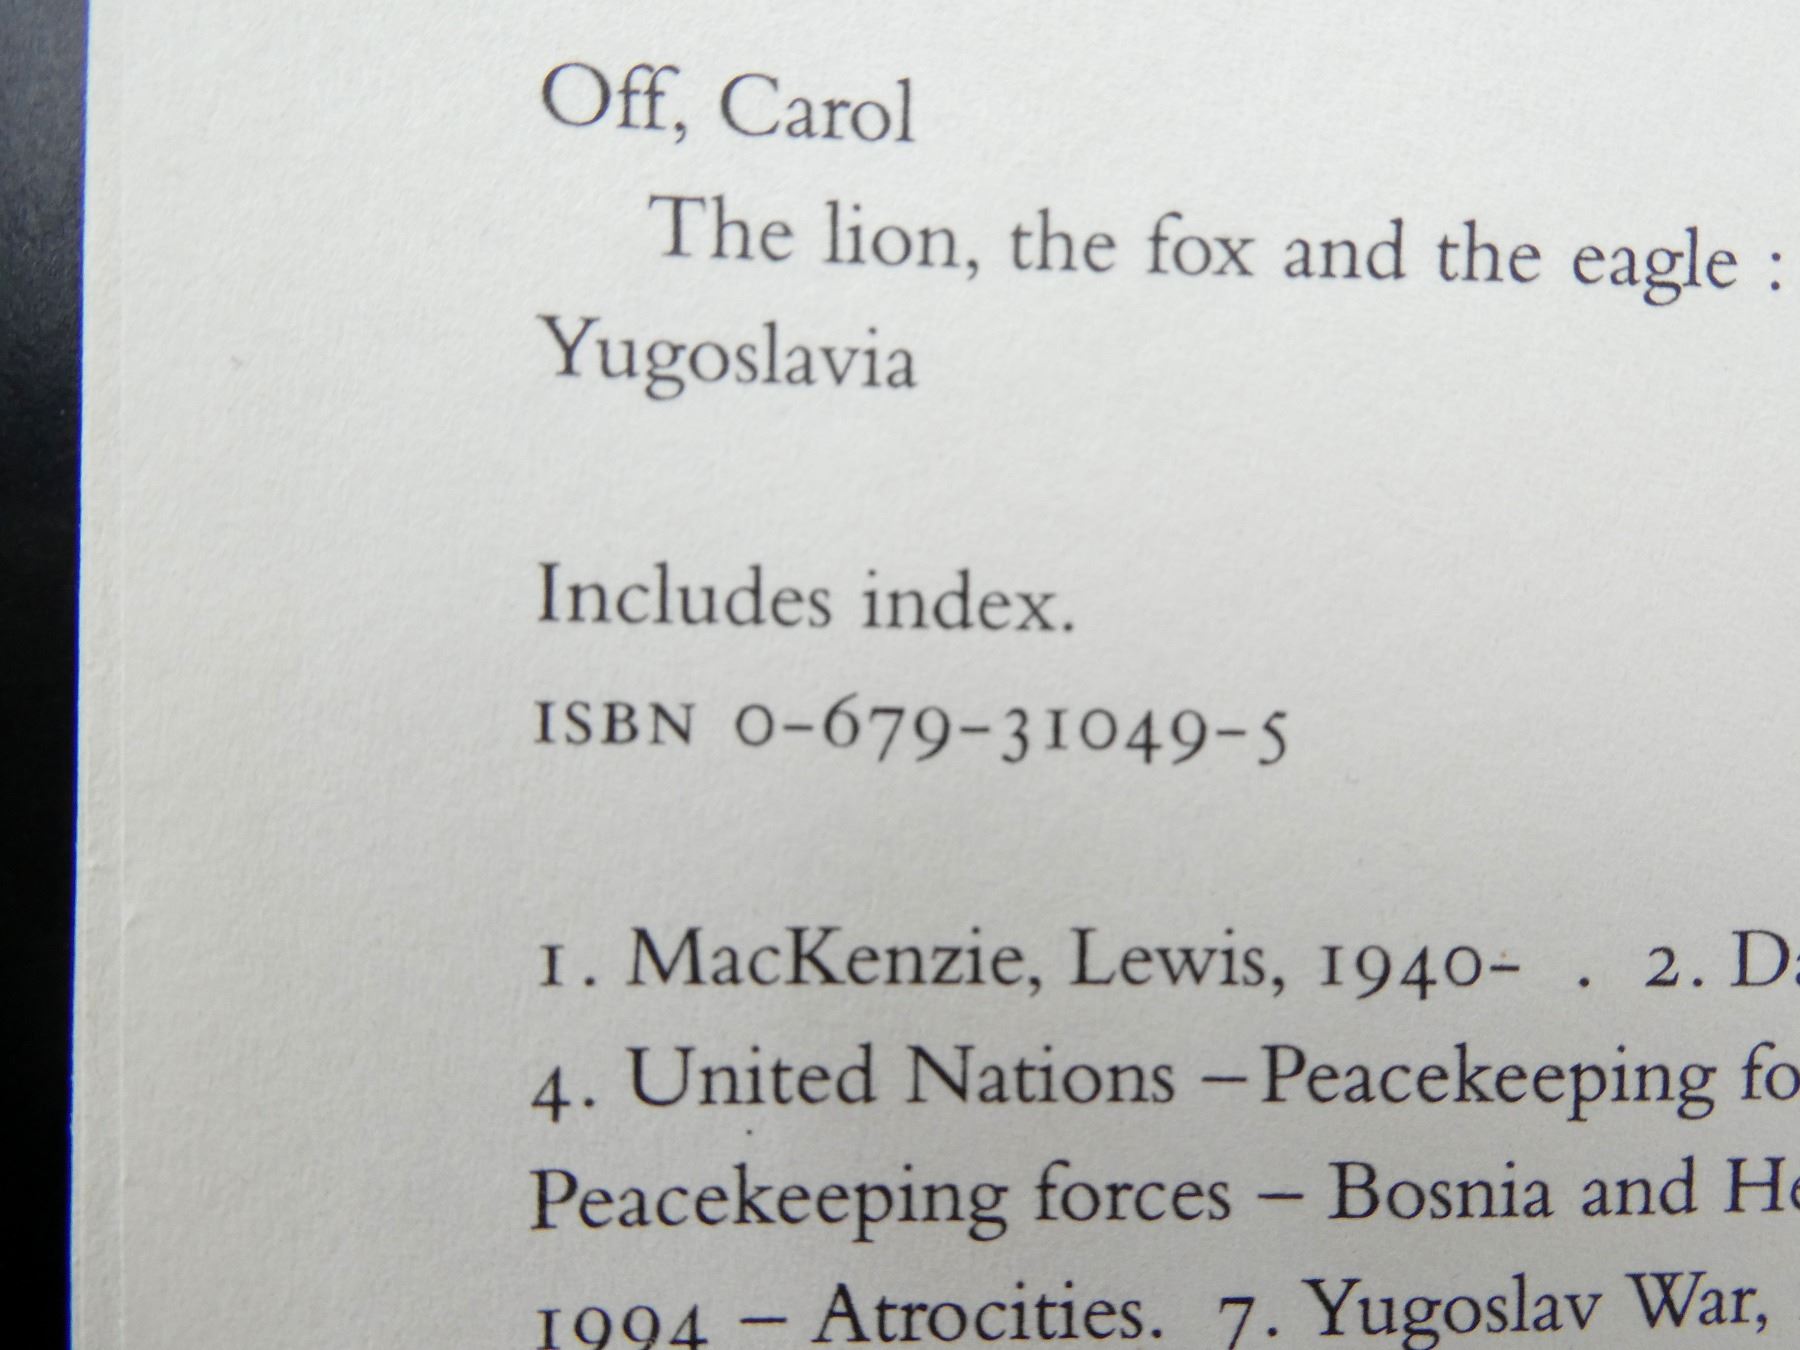 Off, Carol
The lion, the fox and the eagle :
Yugoslavia
Includes index.
ISBN 0-679-31049-5
1. MacKenzie, Lewis, 1940- . 2.
4. United Nations – Peacekeeping
Peacekeeping forces – Bosnia and
1994 – Atrocities. 7. Yugoslav War,